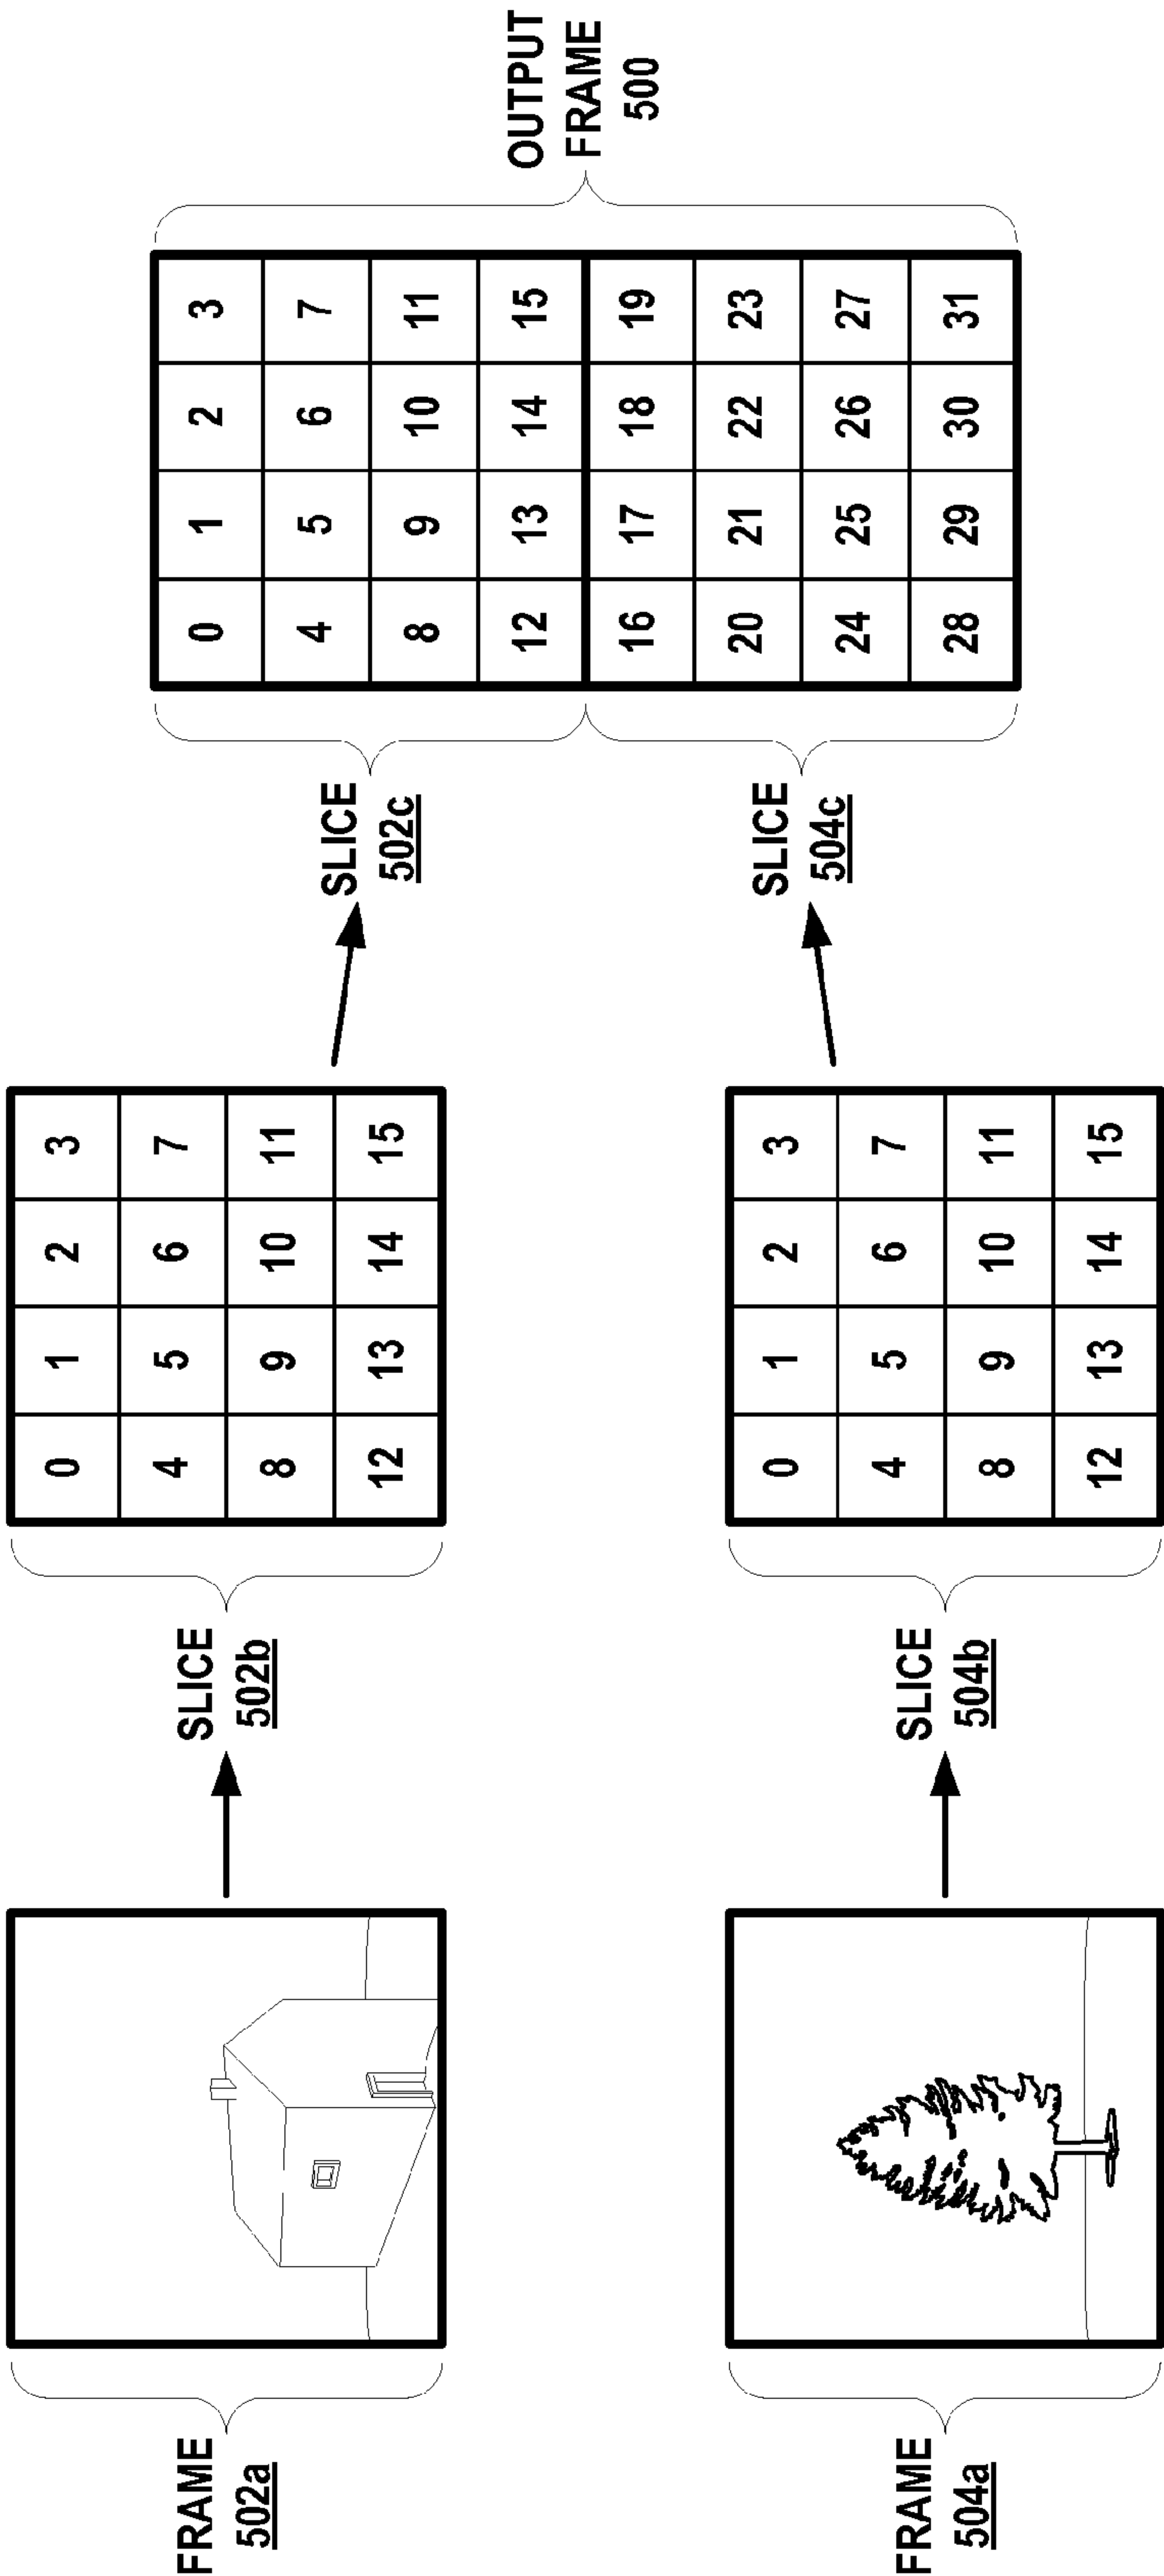 FRAME
502a
SLICE
502b
0 1 2 3
4 5 6 7
8 9 10 11
12 13 14 15
FRAME
504a
SLICE
504b
0 1 2 3
4 5 6 7
8 9 10 11
12 13 14 15
SLICE
502c
SLICE
504c
0 1 2 3
4 5 6 7
8 9 10 11
12 13 14 15
16 17 18 19
20 21 22 23
24 25 26 27
28 29 30 31
OUTPUT
FRAME
500